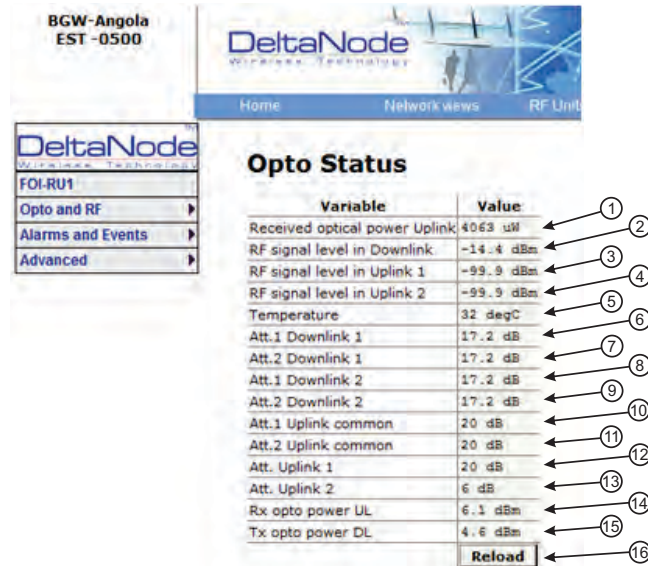 BGW-Angola
EST -0500
DeltaNode
Wireless Technology
Home Network views RF Unit
DeltaNode
Wireless Technology
FOI-RU1
Opto and RF
Alarms and Events
Advanced
Opto Status
Variable Value
Received optical power Uplink 4063 uW 1
RF signal level in Downlink -14.4 dBm 2
RF signal level in Uplink 1 -99.9 dBm 3
RF signal level in Uplink 2 -99.9 dBm 4
Temperature 32 degC 5
Att.1 Downlink 1 17.2 dB 6
Att.2 Downlink 1 17.2 dB 7
Att.1 Downlink 2 17.2 dB 8
Att.2 Downlink 2 17.2 dB 9
Att.1 Uplink common 20 dB 10
Att.2 Uplink common 20 dB 11
Att. Uplink 1 20 dB 12
Att. Uplink 2 6 dB 13
Rx opto power UL 6.1 dBm 14
Tx opto power DL 4.6 dBm 15
Reload 16